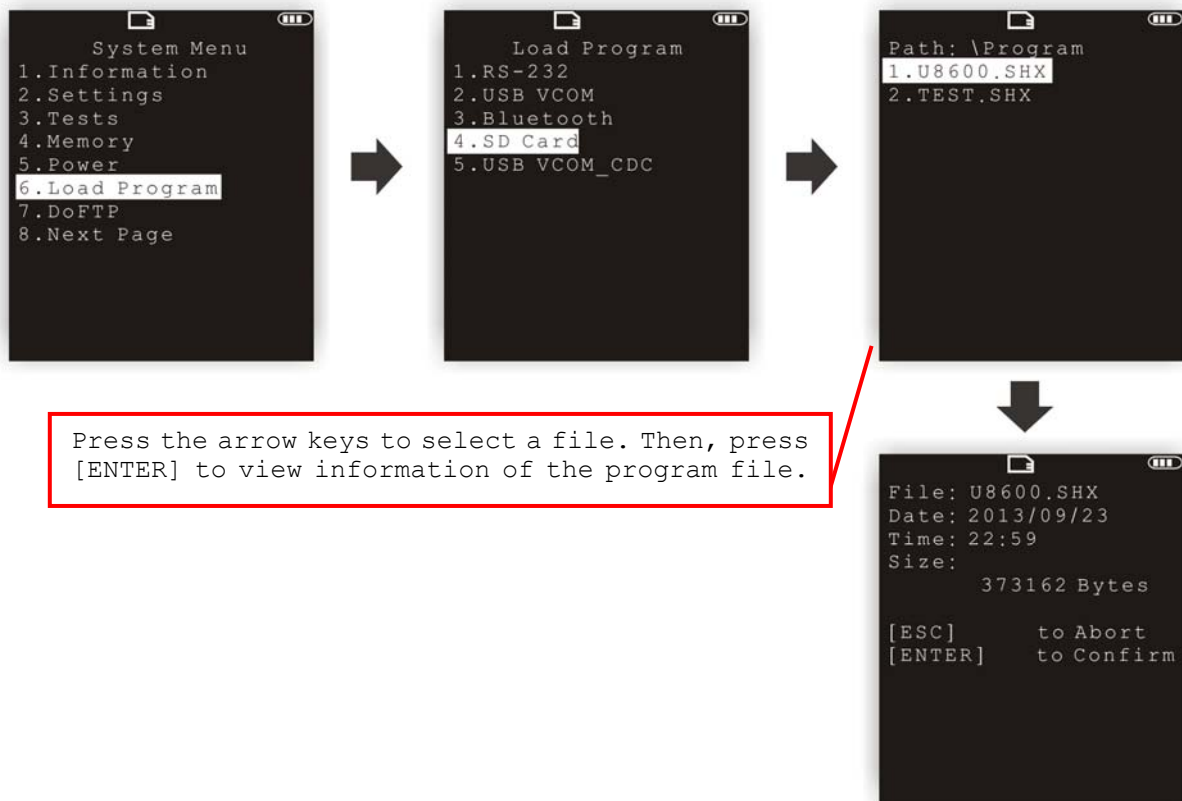 System Menu
1.Information
2.Settings
3.Tests
4.Memory
5.Power
6.Load Program
7.DoFTP
8.Next Page
Load Program
1.RS-232
2.USB VCOM
3.Bluetooth
4.SD Card
5.USB VCOM_CDC
Path: \Program
1.U8600.SHX
2.TEST.SHX
Press the arrow keys to select a file. Then, press
[ENTER] to view information of the program file.
File: U8600.SHX
Date: 2013/09/23
Time: 22:59
Size:
373162 Bytes
[ESC] to Abort
[ENTER] to Confirm